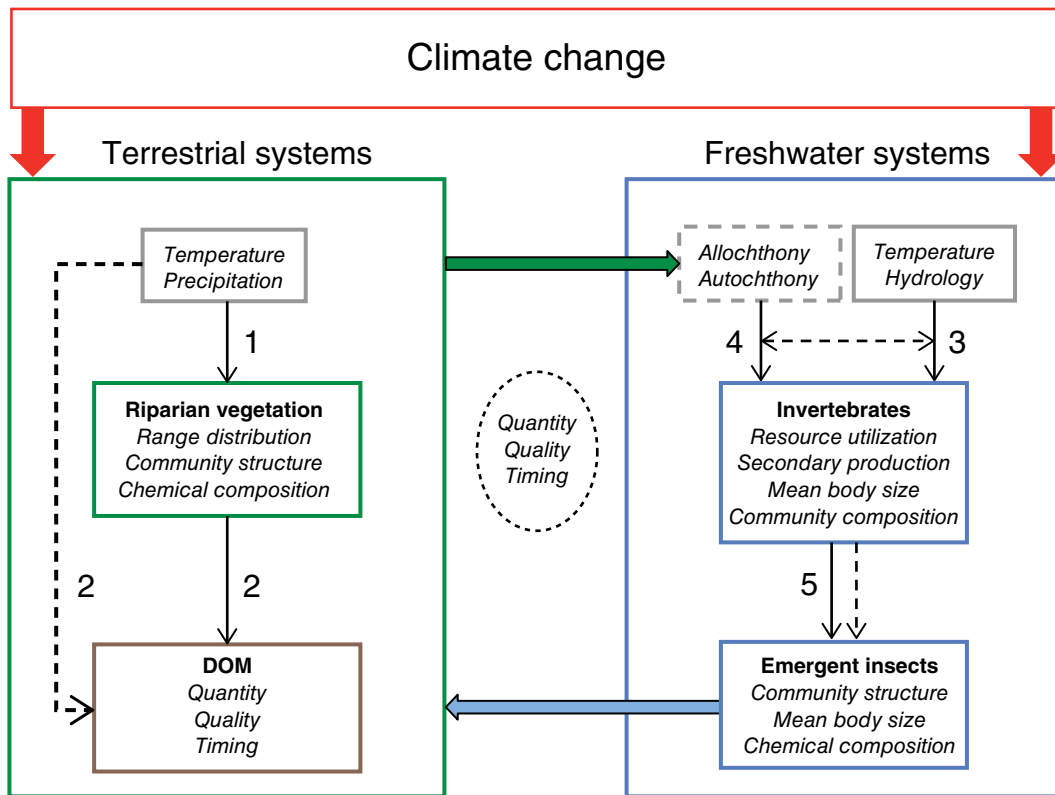 Climate change
Terrestrial systems
Temperature
Precipitation
1
Riparian vegetation
Range distribution
Community structure
Chemical composition
2
2
DOM
Quantity
Quality
Timing
Quantity
Quality
Timing
Freshwater systems
Allochthony
Autochthony
Temperature
Hydrology
4
3
Invertebrates
Resource utilization
Secondary production
Mean body size
Community composition
5
Emergent insects
Community structure
Mean body size
Chemical composition